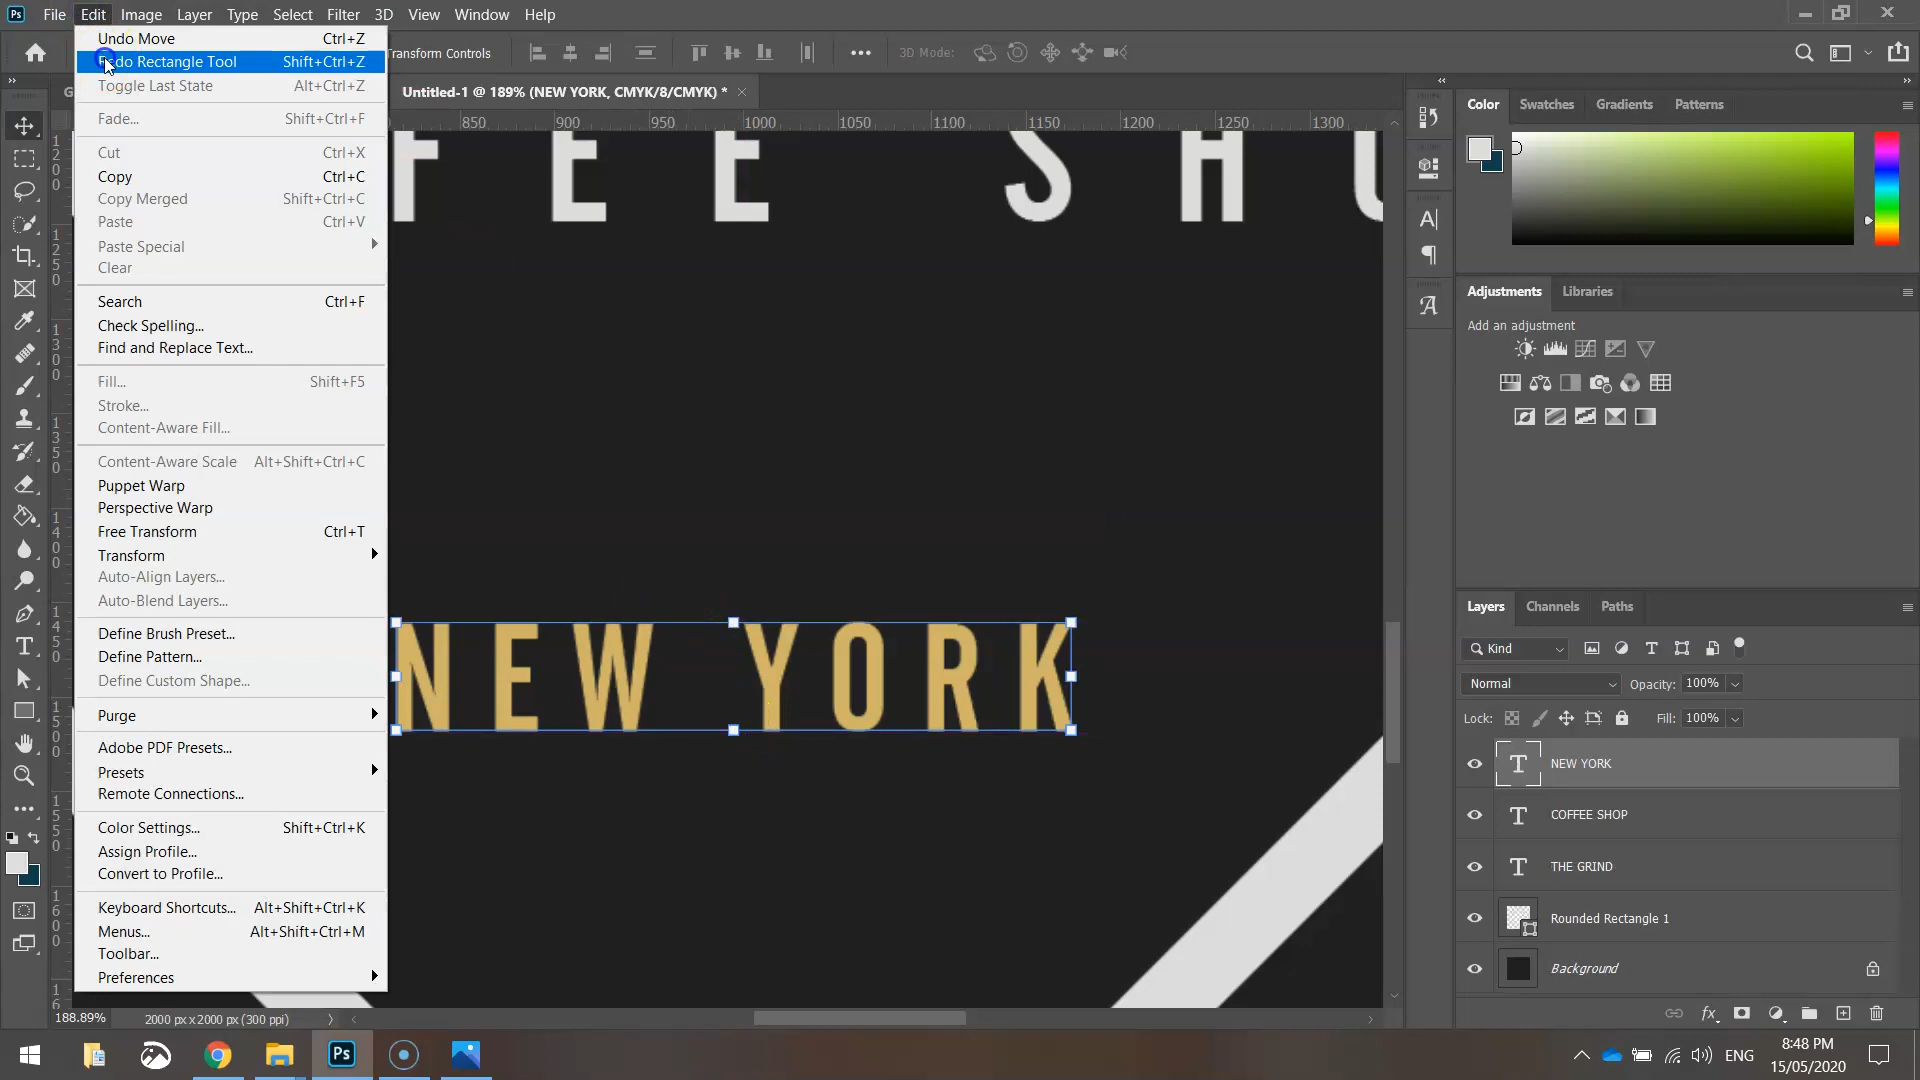 Ps File Edit Image Layer Type Select Filter 3D View Window Help
Transform Controls 3D Mode:
Untitled-1 @ 189% (NEW YORK, CMYK/8/CMYK) * ×
850 900 950 1000 1050 1100 1150 1200 1250 1300
Undo Move Ctrl+Z
Redo Rectangle Tool Shift+Ctrl+Z
Toggle Last State Alt+Ctrl+Z
Fade... Shift+Ctrl+F
Cut Ctrl+X
Copy Ctrl+C
Copy Merged Shift+Ctrl+C
Paste Ctrl+V
Paste Special
Clear
Search Ctrl+F
Check Spelling...
Find and Replace Text...
Fill... Shift+F5
Stroke...
Content-Aware Fill...
Content-Aware Scale Alt+Shift+Ctrl+C
Puppet Warp
Perspective Warp
Free Transform Ctrl+T
Transform
Auto-Align Layers...
Auto-Blend Layers...
Define Brush Preset...
Define Pattern...
Define Custom Shape...
Purge
Adobe PDF Presets...
Presets
Remote Connections...
Color Settings... Shift+Ctrl+K
Assign Profile...
Convert to Profile...
Keyboard Shortcuts... Alt+Shift+Ctrl+K
Menus... Alt+Shift+Ctrl+M
Toolbar...
Preferences
FEE SHO
NEW YORK
Color Swatches Gradients Patterns
Adjustments Libraries
Add an adjustment
Layers Channels Paths
Kind
Normal Opacity: 100%
Lock: Fill: 100%
NEW YORK
COFFEE SHOP
THE GRIND
Rounded Rectangle 1
Background
188.89% 2000 px x 2000 px (300 ppi)
Ps
ENG
8:48 PM
15/05/2020